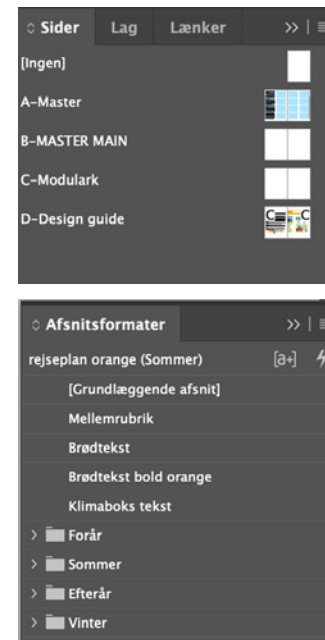 Sider Lag Lænker
[Ingen]
A-Master
B-MASTER MAIN
C-Modulark
D-Design guide
Afsnitsformater
rejseplan orange (Sommer) [a+]
[Grundlæggende afsnit]
Mellemrubrik
Brødtekst
Brødtekst bold orange
Klimaboks tekst
Forår
Sommer
Efterår
Vinter